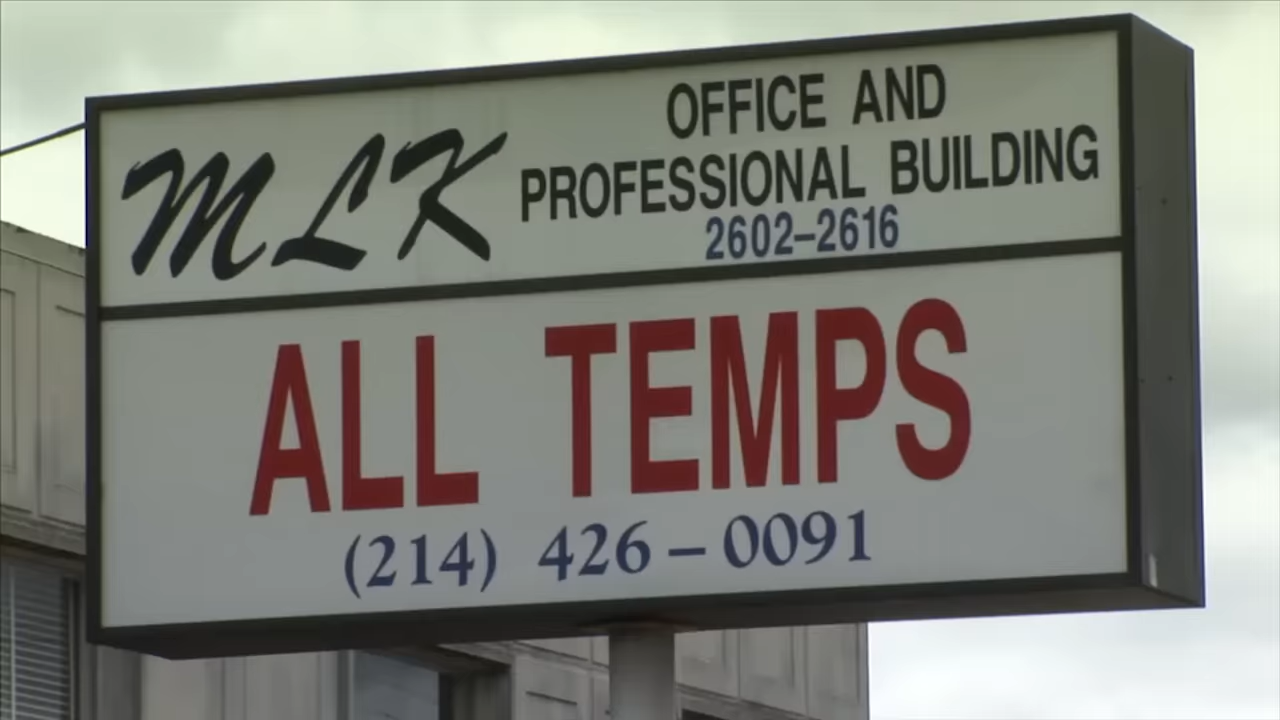 MLK
OFFICE AND
PROFESSIONAL BUILDING
2602-2616
ALL TEMPS
(214) 426-0091